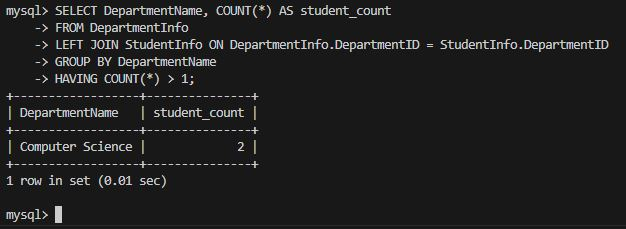 mysql> SELECT DepartmentName, COUNT(*) AS student_count
    -> FROM DepartmentInfo
    -> LEFT JOIN StudentInfo ON DepartmentInfo.DepartmentID = StudentInfo.DepartmentID
    -> GROUP BY DepartmentName
    -> HAVING COUNT(*) > 1;
+------------------+---------------+
| DepartmentName   | student_count |
+------------------+---------------+
| Computer Science |             2 |
+------------------+---------------+
1 row in set (0.01 sec)

mysql>